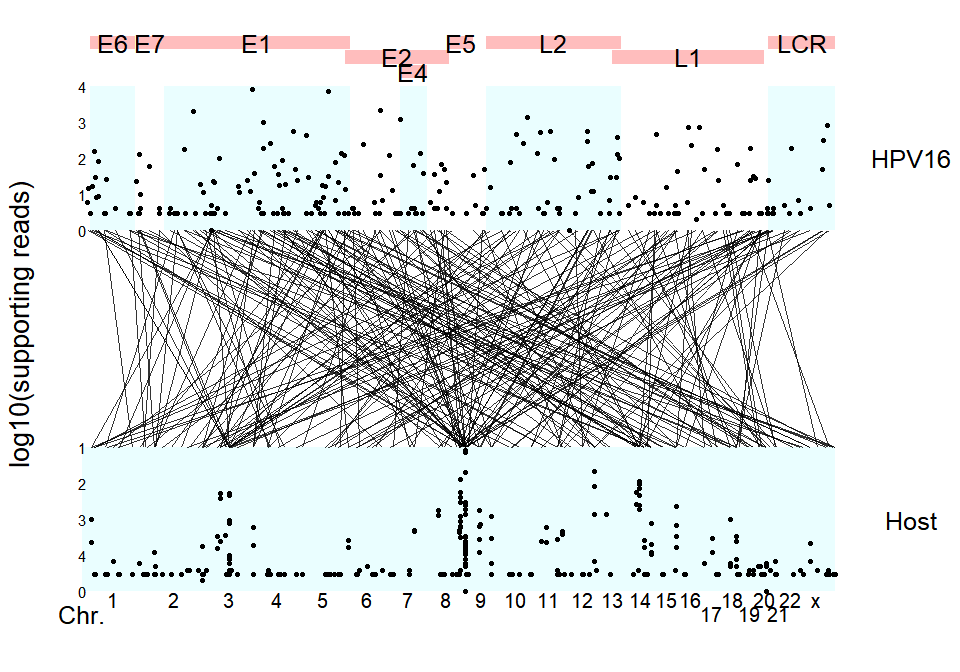 E6 E7 E1 E5 L2 LCR
E2 L1
E4
4
3
2
1
0
HPV16
log10(supporting reads)
1
2
3
4
0
Host
1 2 3 4 5 6 7 8 9 10 11 12 13 14 15 16 18 20 22 x
Chr. 17 19 21